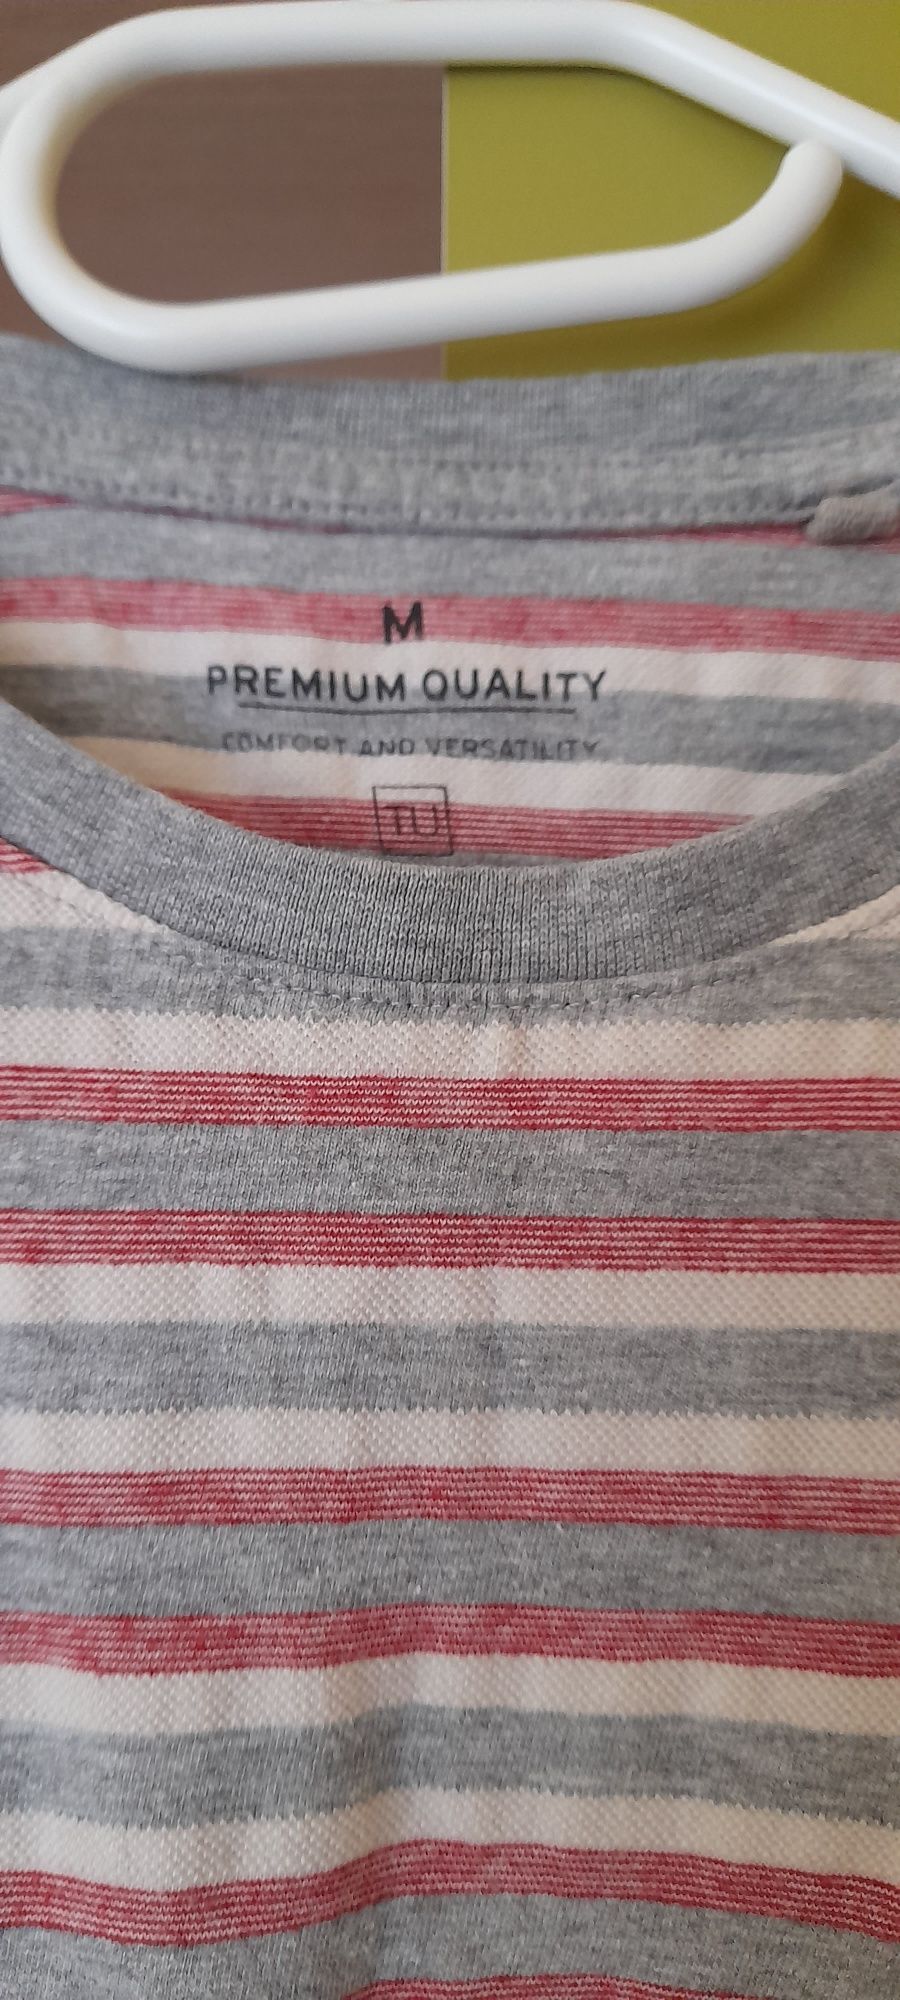 M
PREMIUM QUALITY
COMFORT AND VERSATILITY
TU